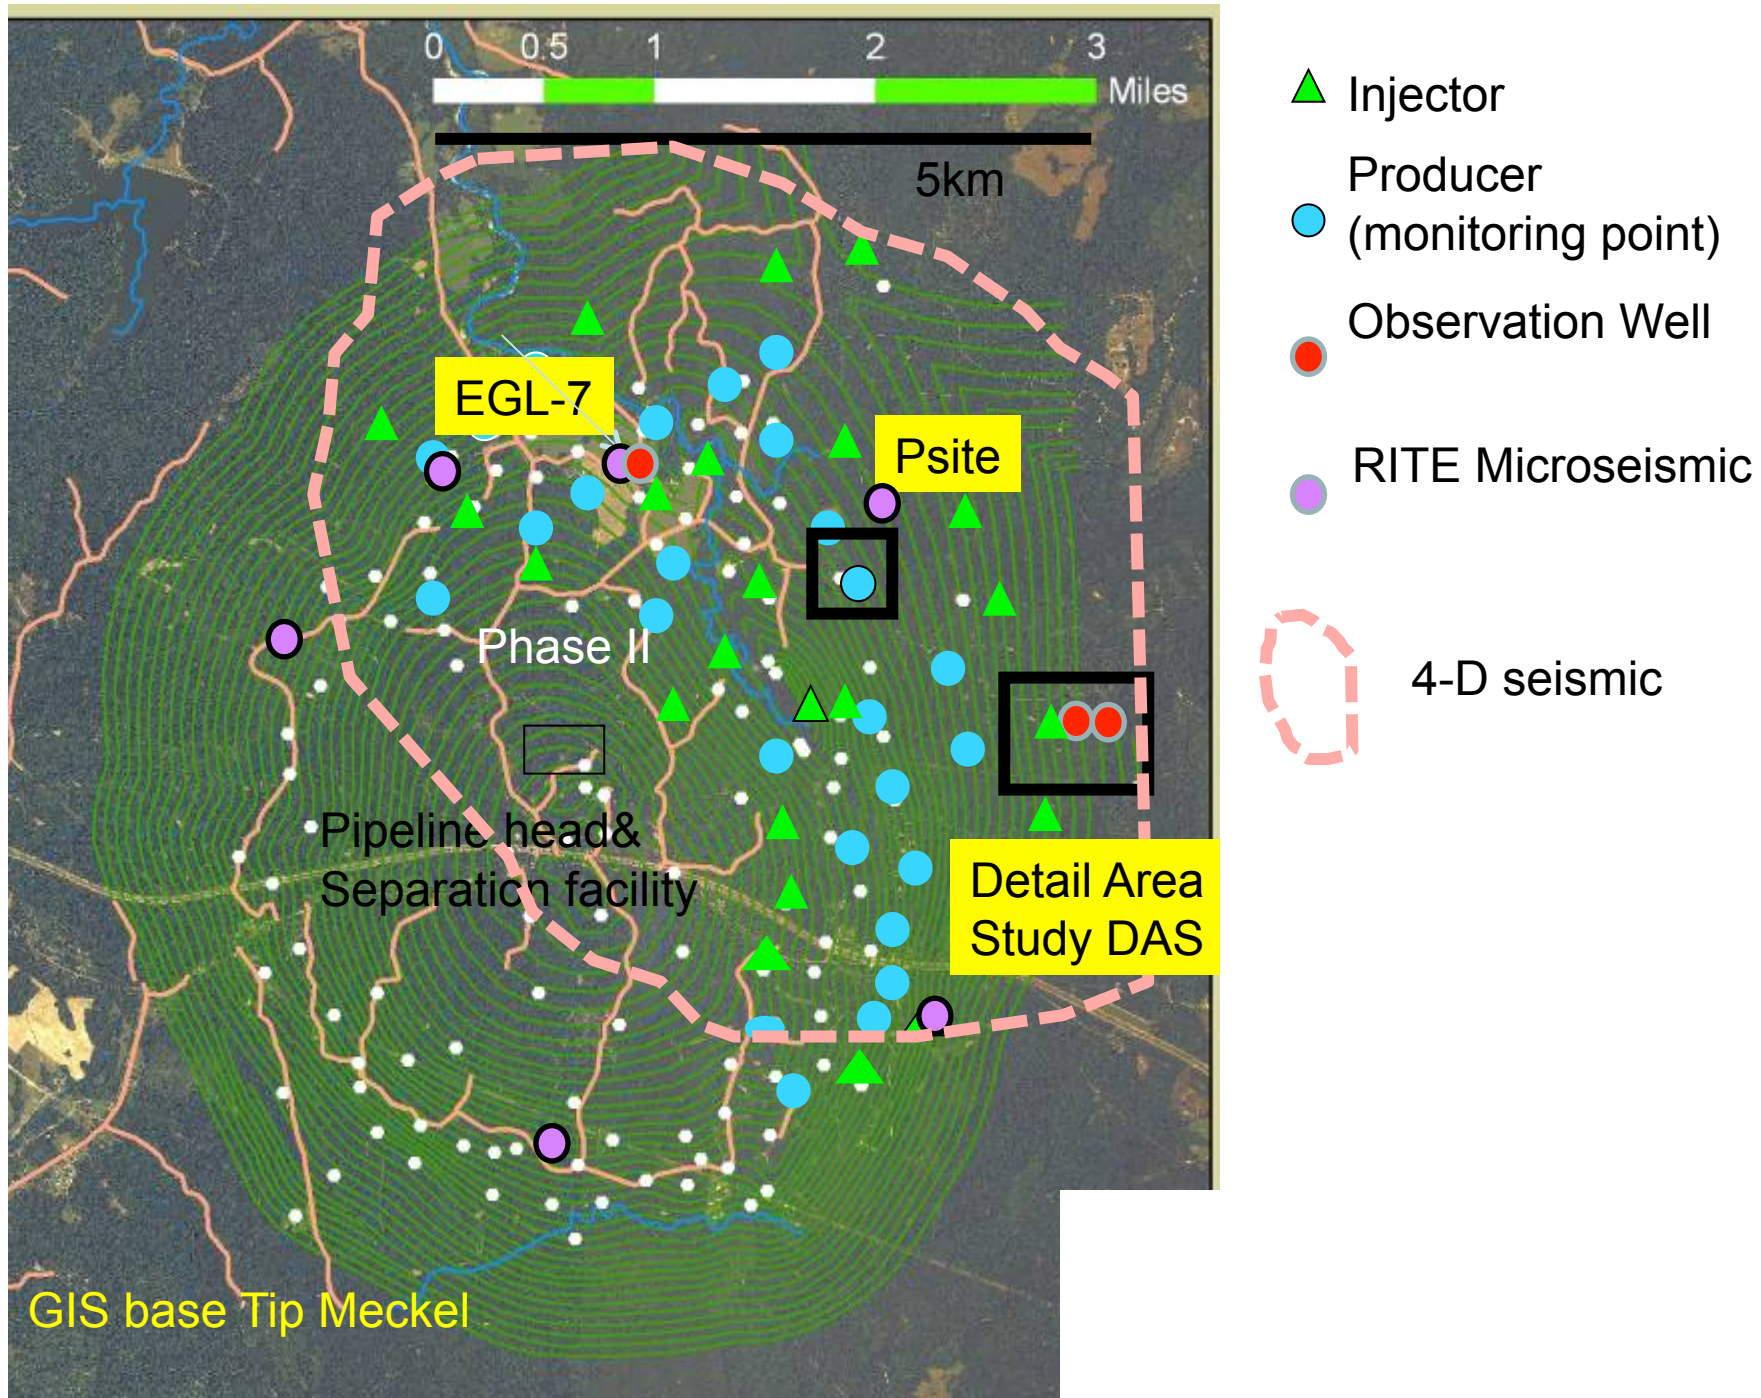 0 0.5 1 2 3
Miles
5km
EGL-7
Psite
Phase II
Pipeline head&
Separation facility
Detail Area
Study DAS
GIS base Tip Meckel
Injector
Producer
(monitoring point)
Observation Well
RITE Microseismic
4-D seismic